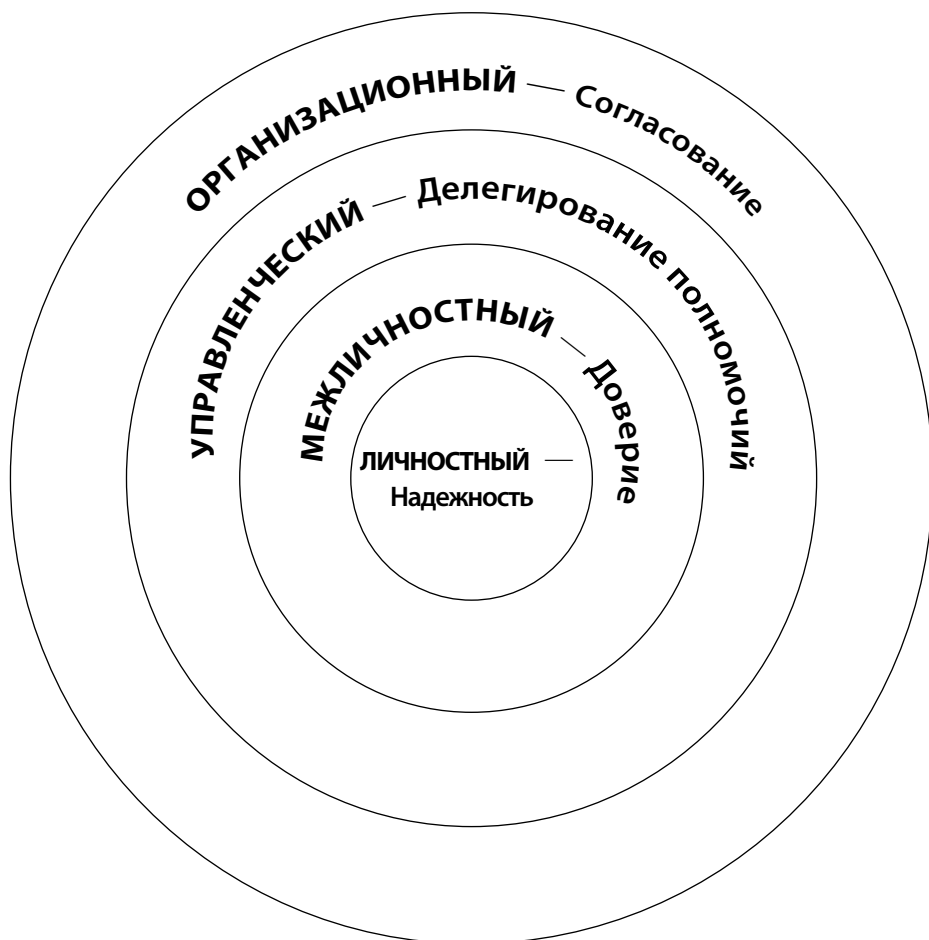 ОРГАНИЗАЦИОННЫЙ — Согласование
УПРАВЛЕНЧЕСКИЙ — Делегирование полномочий
МЕЖЛИЧНОСТНЫЙ — Доверие
ЛИЧНОСТНЫЙ —
Надежность